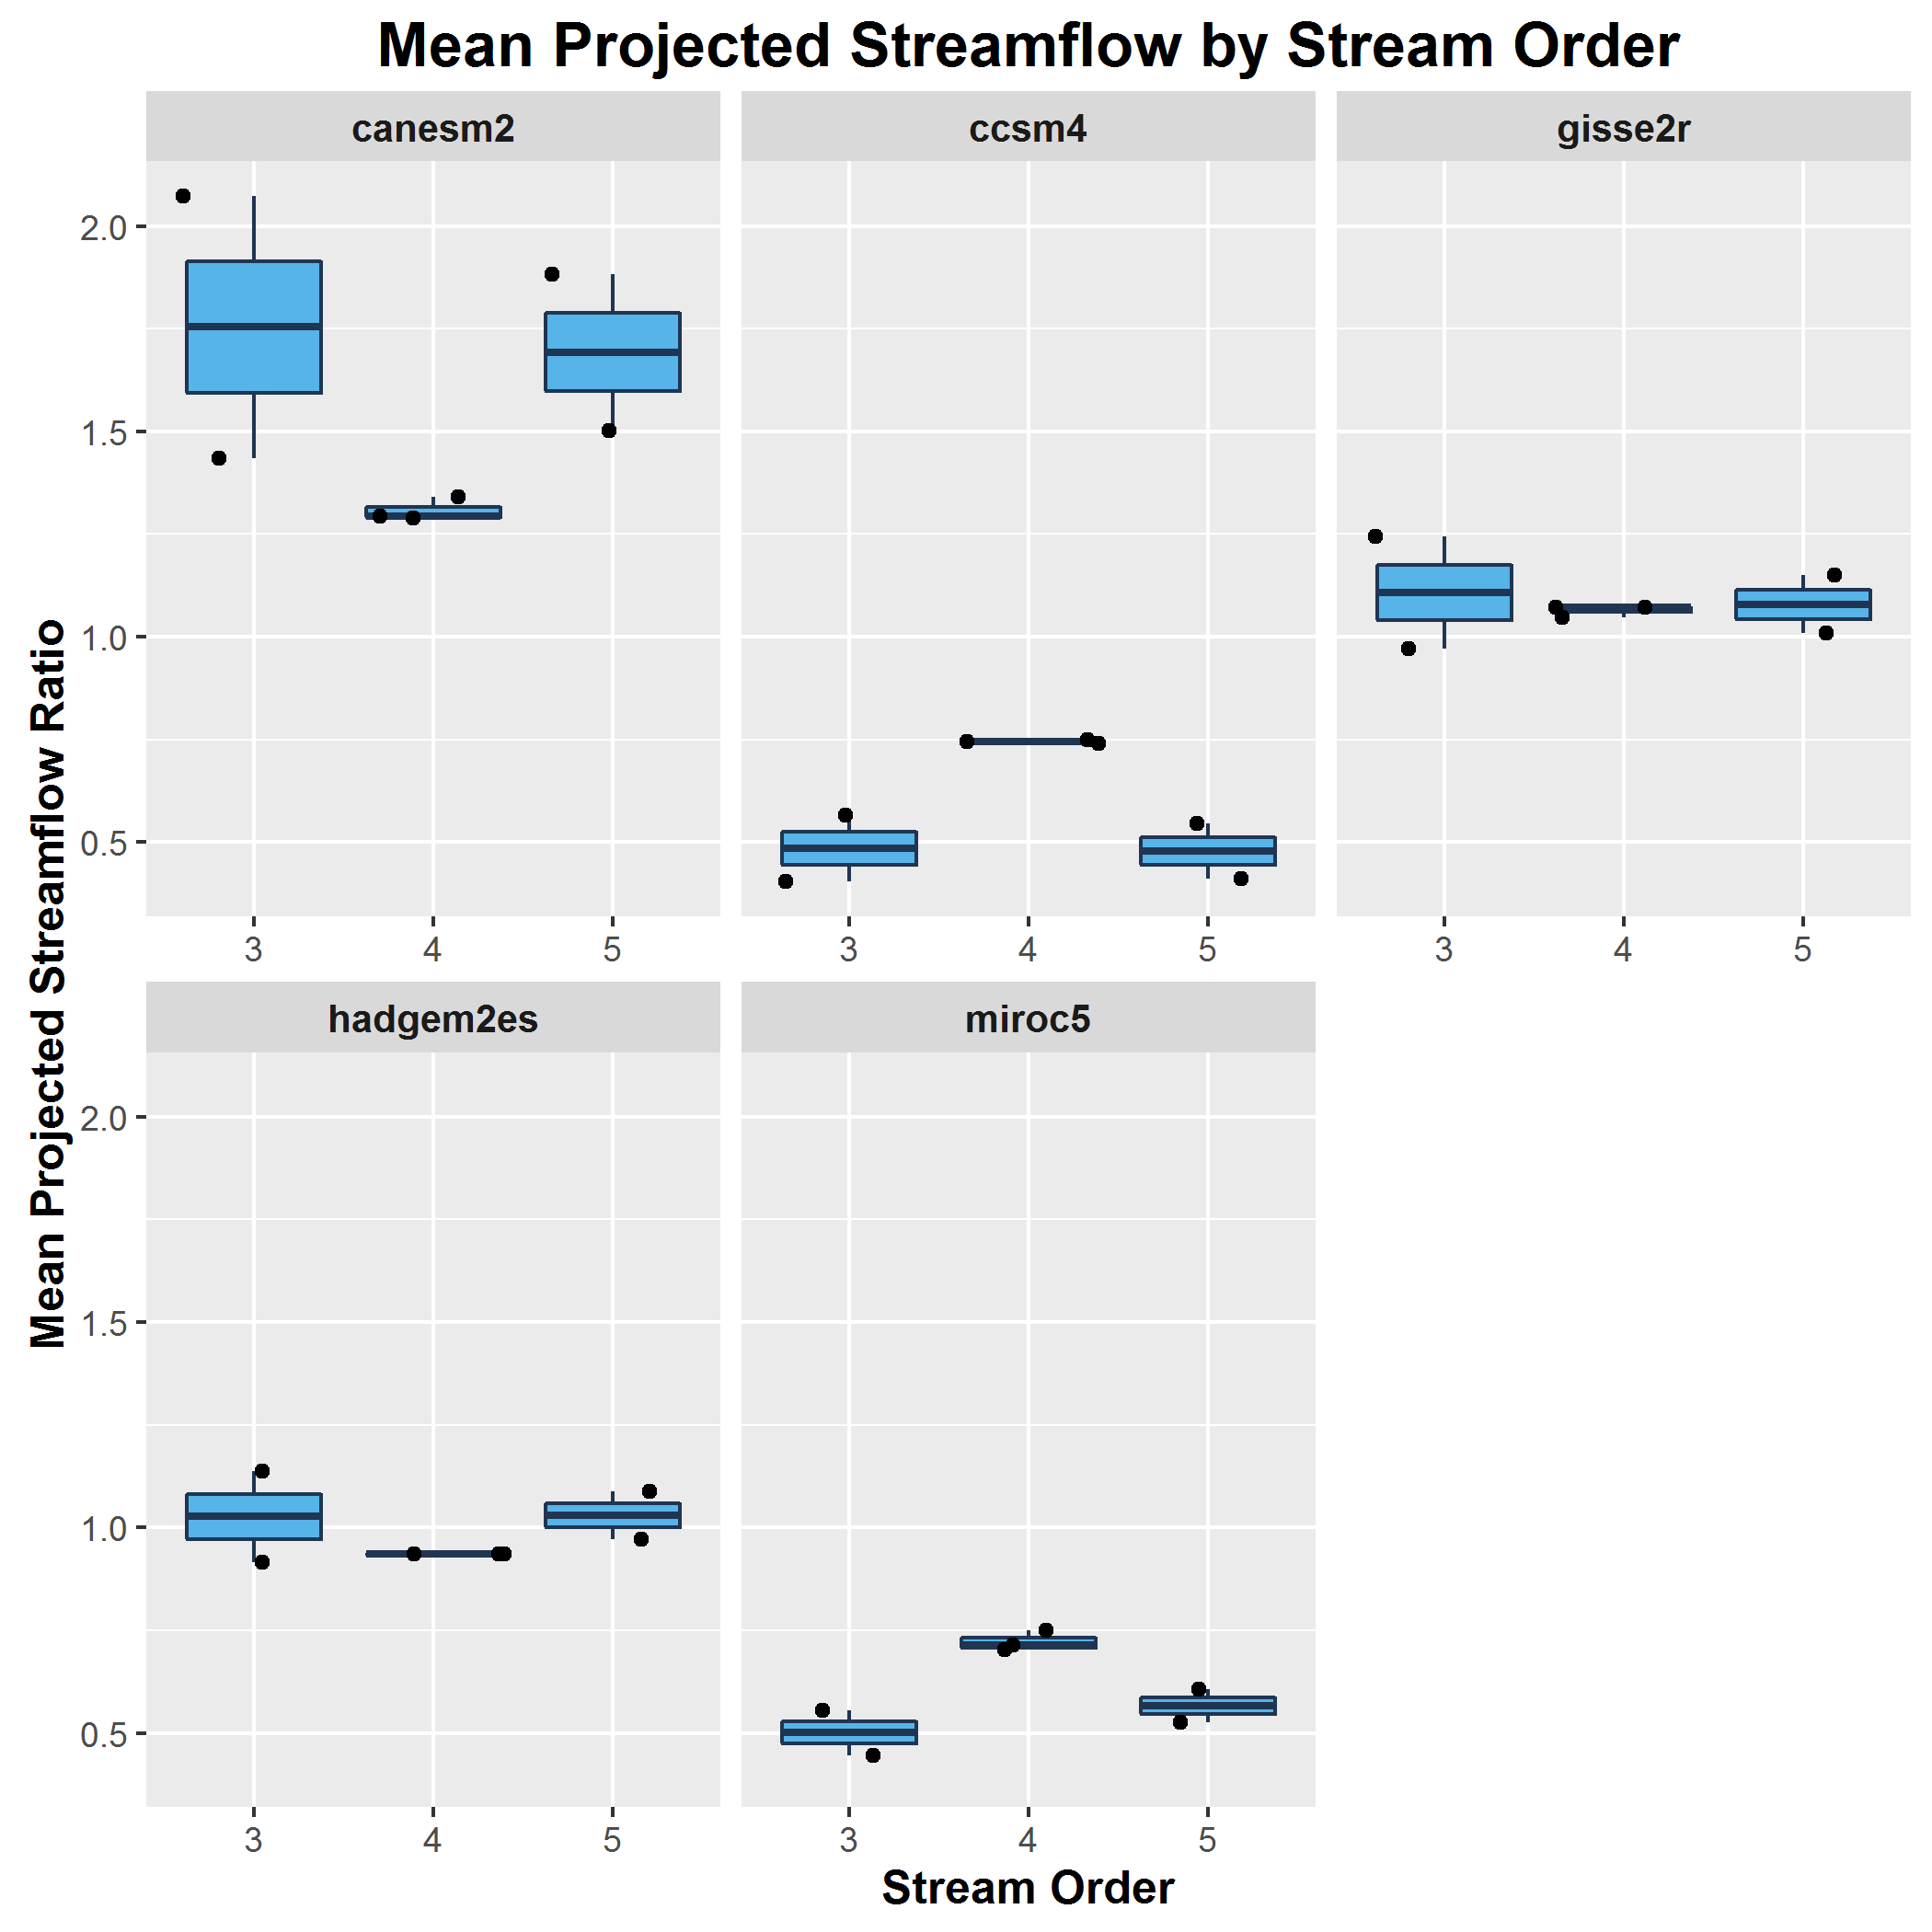 Mean Projected Streamflow by Stream Order
canesm2
ccsm4
gisse2r
2.0
1.5
1.0
0.5
3 4 5
3 4 5
3 4 5
Mean Projected Streamflow Ratio
hadgem2es
miroc5
2.0
1.5
1.0
0.5
3 4 5
3 4 5
Stream Order